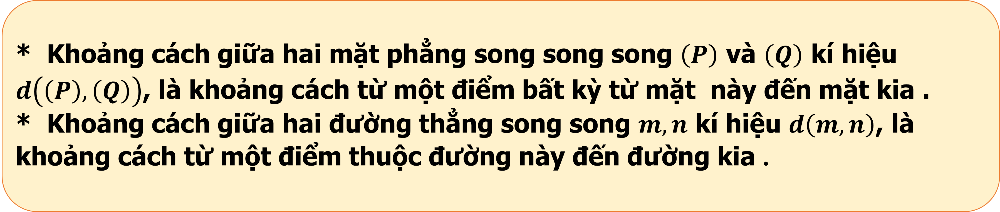 * Khoảng cách giữa hai mặt phẳng song song song (P) và (Q) kí hiệu
d((P), (Q)), là khoảng cách từ một điểm bất kỳ từ mặt này đến mặt kia .
* Khoảng cách giữa hai đường thẳng song song m, n kí hiệu d(m, n), là
khoảng cách từ một điểm thuộc đường này đến đường kia .